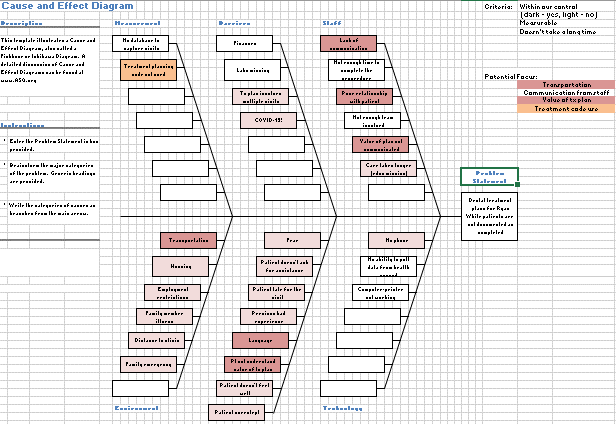 Cause and Effect Diagram
Criteria: Within our control
(dark - yes, light - no)
Measurable
Doesn't take a long time
Description
Measurement
Barriers
Staff
This template illustrates a Cause and
Effect Diagram, also called a
Fishbone or Ishikawa Diagram. A
detailed discussion of Cause and
Effect Diagrams can be found at
www.ASQ.org
No database to
capture visits
Treatment planning
code not used
Finances
Labs missing
Tx plan involves
multiple visits
COVID-19!
Lack of
communication
Not enough time to
complete the
procedure
Poor relationship
with patient
Not enough team
involved
Value of plan not
communicated
Care takes longer
(educ mission)
Potential Focus:
Transportation
Communication from staff
Value of tx plan
Treatment code use
Instructions
* Enter the Problem Statement in box
provided.
* Brainstorm the major categories
of the problem. Generic headings
are provided.
* Write the categories of causes as
branches from the main arrow.
Problem
Statement
Dental treatment
plans for Ryan
White patients are
not documented as
completed
Transportation
Housing
Employment
restrictions
Family member
illness
Distance to clinic
Family emergency
Fear
Patient doesn't ask
for assistance
Patient late for the
visit
Previous bad
experience
Language
Pt not understand
value of tx plan
Patient doesn't feel
well
Patient overslept
No phone
No ability to pull
data from health
record
Computer/printer
not working
Environment
Technology